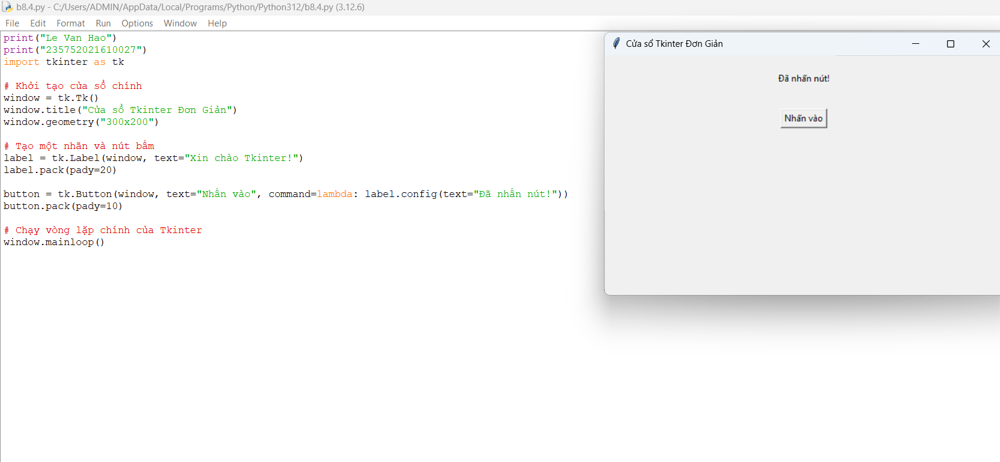 b8.4.py - C:/Users/ADMIN/AppData/Local/Programs/Python/Python312/b8.4.py (3.12.6)
File Edit Format Run Options Window Help
print("Le Van Hao")
print("235752021610027")
import tkinter as tk
# Khởi tạo cửa sổ chính
window = tk.Tk()
window.title("Cửa sổ Tkinter Đơn Giản")
window.geometry("300x200")
# Tạo một nhãn và nút bấm
label = tk.Label(window, text="Xin chào Tkinter!")
label.pack(pady=20)
button = tk.Button(window, text="Nhấn vào", command=lambda: label.config(text="Đã nhấn nút!"))
button.pack(pady=10)
# Chạy vòng lặp chính của Tkinter
window.mainloop()
Cửa sổ Tkinter Đơn Giản
Đã nhấn nút!
Nhấn vào